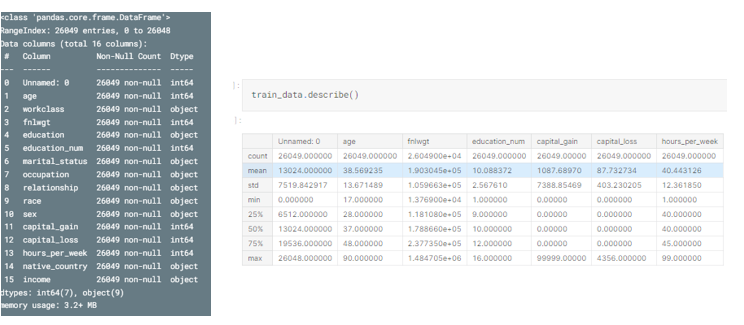 <class 'pandas.core.frame.DataFrame'>
RangeIndex: 26049 entries, 0 to 26048
Data columns (total 16 columns):
# Column Non-Null Count Dtype
--- ------ -------------- -----
0 Unnamed: 0 26049 non-null int64
1 age 26049 non-null int64
2 workclass 26049 non-null object
3 fnlwgt 26049 non-null int64
4 education 26049 non-null object
5 education_num 26049 non-null int64
6 marital_status 26049 non-null object
7 occupation 26049 non-null object
8 relationship 26049 non-null object
9 race 26049 non-null object
10 sex 26049 non-null object
11 capital_gain 26049 non-null int64
12 capital_loss 26049 non-null int64
13 hours_per_week 26049 non-null int64
14 native_country 26049 non-null object
15 income 26049 non-null object
dtypes: int64(7), object(9)
memory usage: 3.2+ MB
]:
train_data.describe()
]:
Unnamed: 0 age fnlwgt education_num capital_gain capital_loss hours_per_week
count 26049.000000 26049.000000 2.604900e+04 26049.000000 26049.00000 26049.000000 26049.000000
mean 13024.000000 38.569235 1.903045e+05 10.088372 1087.68970 87.732734 40.443126
std 7519.842917 13.671489 1.059663e+05 2.567610 7388.85469 403.230205 12.361850
min 0.000000 17.000000 1.376900e+04 1.000000 0.00000 0.000000 1.000000
25% 6512.000000 28.000000 1.181080e+05 9.000000 0.00000 0.000000 40.000000
50% 13024.000000 37.000000 1.788660e+05 10.000000 0.00000 0.000000 40.000000
75% 19536.000000 48.000000 2.377350e+05 12.000000 0.00000 0.000000 45.000000
max 26048.000000 90.000000 1.484705e+06 16.000000 99999.00000 4356.000000 99.000000